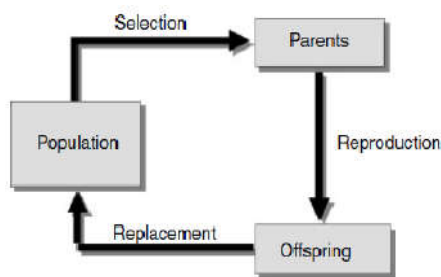 Selection
Parents
Population
Reproduction
Replacement
Offspring